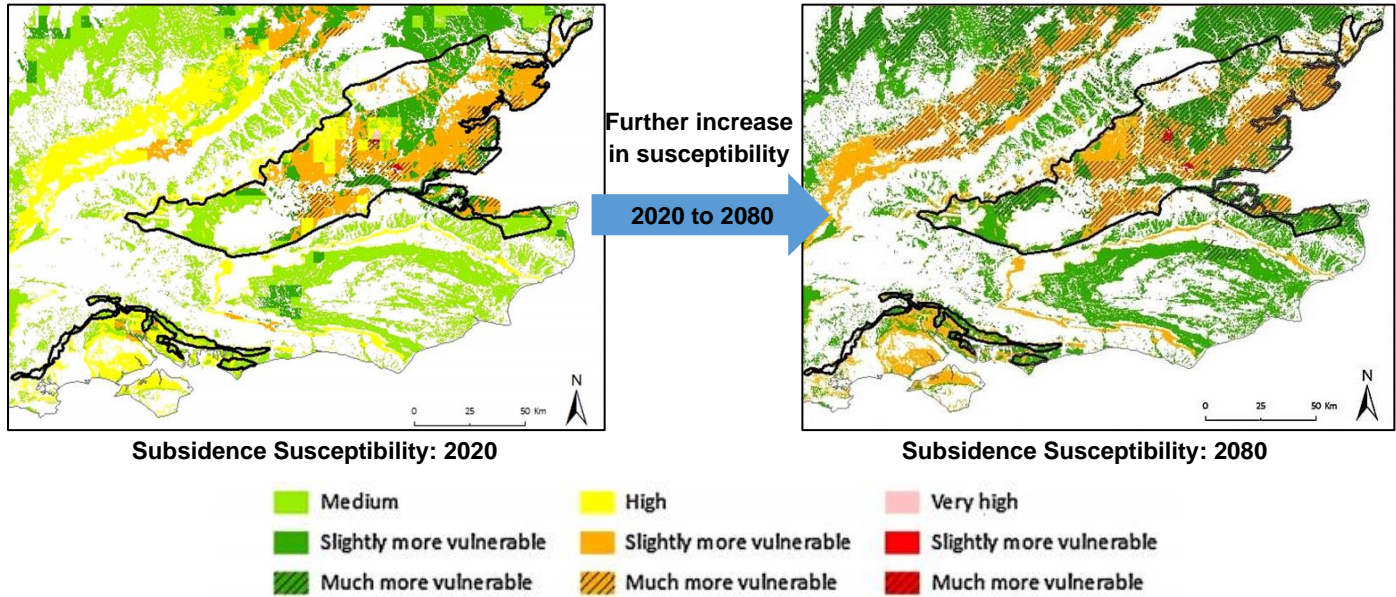 Further increase
in susceptibility
2020 to 2080
N
0 25 50 Km
N
0 25 50 Km
Subsidence Susceptibility: 2020
Subsidence Susceptibility: 2080
Medium
High
Very high
Slightly more vulnerable
Slightly more vulnerable
Slightly more vulnerable
Much more vulnerable
Much more vulnerable
Much more vulnerable